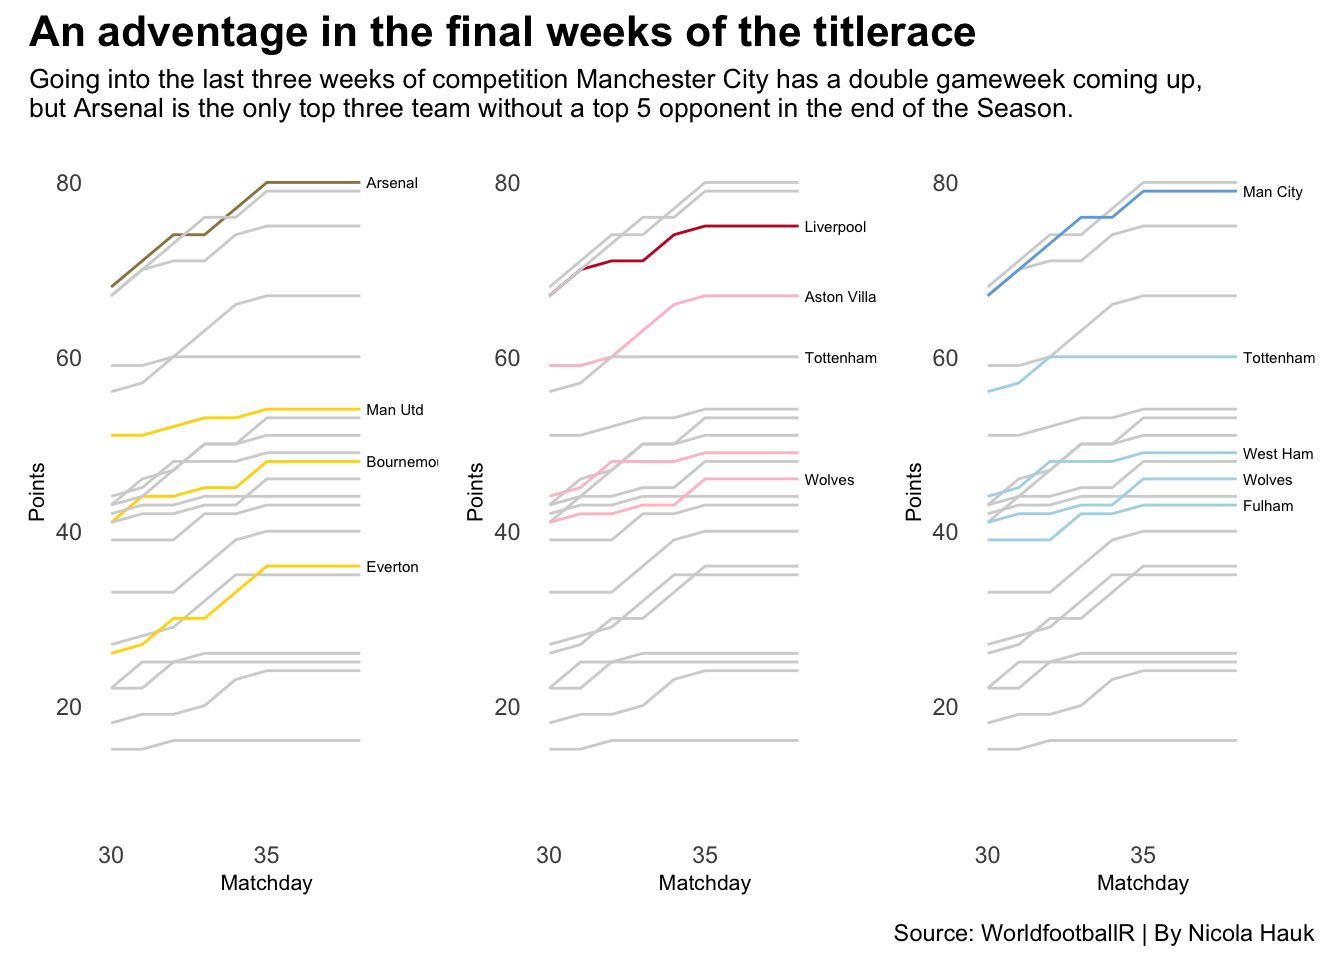 An adventage in the final weeks of the titlerace
Going into the last three weeks of competition Manchester City has a double gameweek coming up,
but Arsenal is the only top three team without a top 5 opponent in the end of the Season.
80
60
40
20
Points
Arsenal
Man Utd
Bournemou
Everton
30 35
Matchday
80
60
40
20
Points
Liverpool
Aston Villa
Tottenham
Wolves
30 35
Matchday
80
60
40
20
Points
Man City
Tottenham
West Ham
Wolves
Fulham
30 35
Matchday
Source: WorldfootballR | By Nicola Hauk